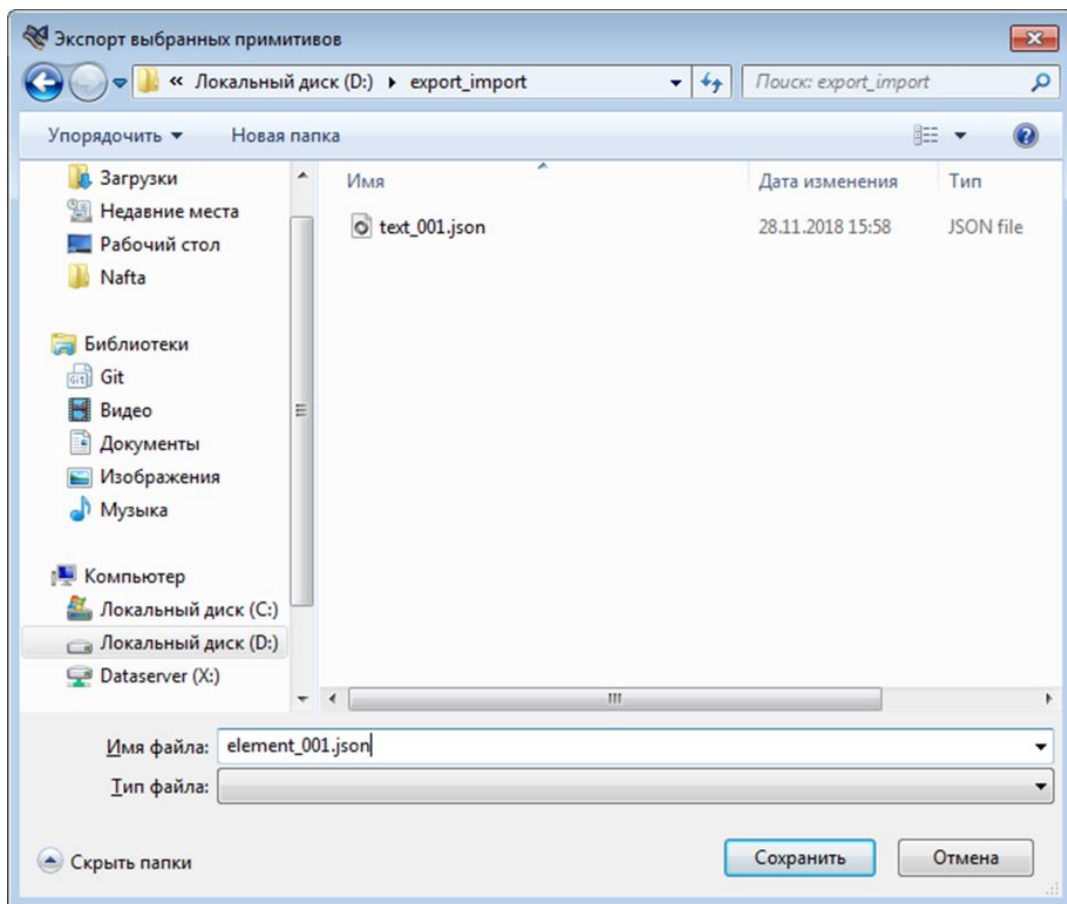 Экспорт выбранных примитивов
« Локальный диск (D:) export_import
Поиск: export_import
Упорядочить Новая папка
Имя Дата изменения Тип
text_001.json 28.11.2018 15:58 JSON file
Загрузки
Недавние места
Рабочий стол
Nafta
Библиотеки
Git
Видео
Документы
Изображения
Музыка
Компьютер
Локальный диск (C:)
Локальный диск (D:)
Dataserver (X:)
Имя файла: element_001.json
Тип файла:
Скрыть папки
Сохранить Отмена